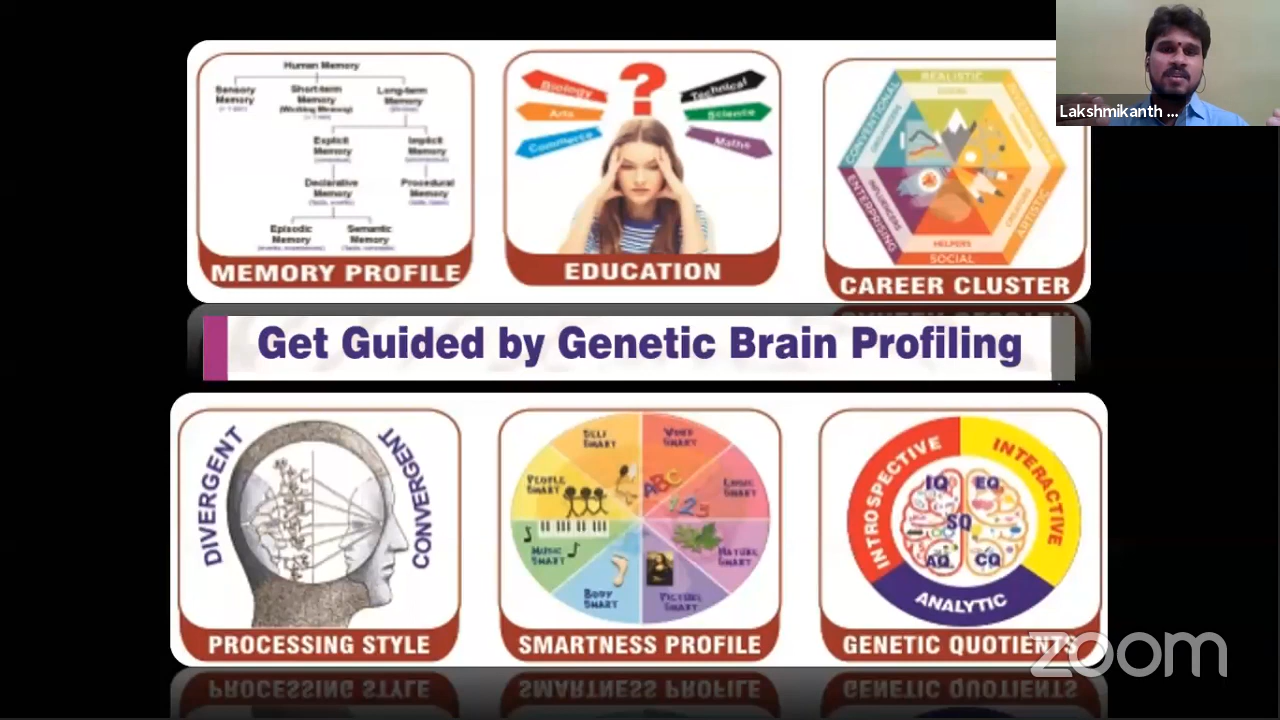 Lakshmikanth ...
Human Memory
Sensory Memory
Short-term Memory
(Working Memory)
Long-term Memory
Explicit Memory
Implicit Memory
Declarative Memory
Procedural Memory
Episodic Memory
Semantic Memory
MEMORY PROFILE
?
Biology
Arts
Commerce
Technical
Science
Maths
EDUCATION
REALISTIC
CONVENTIONAL
ARTISTIC
ENTERPRISING
HELPERS
SOCIAL
CAREER CLUSTER
Get Guided by Genetic Brain Profiling
DIVERGENT
CONVERGENT
PROCESSING STYLE
SELF SMART
WORD SMART
PEOPLE SMART
LOGIC SMART
ABC
123
MUSIC SMART
NATURE SMART
BODY SMART
PICTURE SMART
SMARTNESS PROFILE
INTROSPECTIVE
INTERACTIVE
IQ
EQ
SQ
AQ
CQ
ANALYTIC
GENETIC QUOTIENTS
zoom